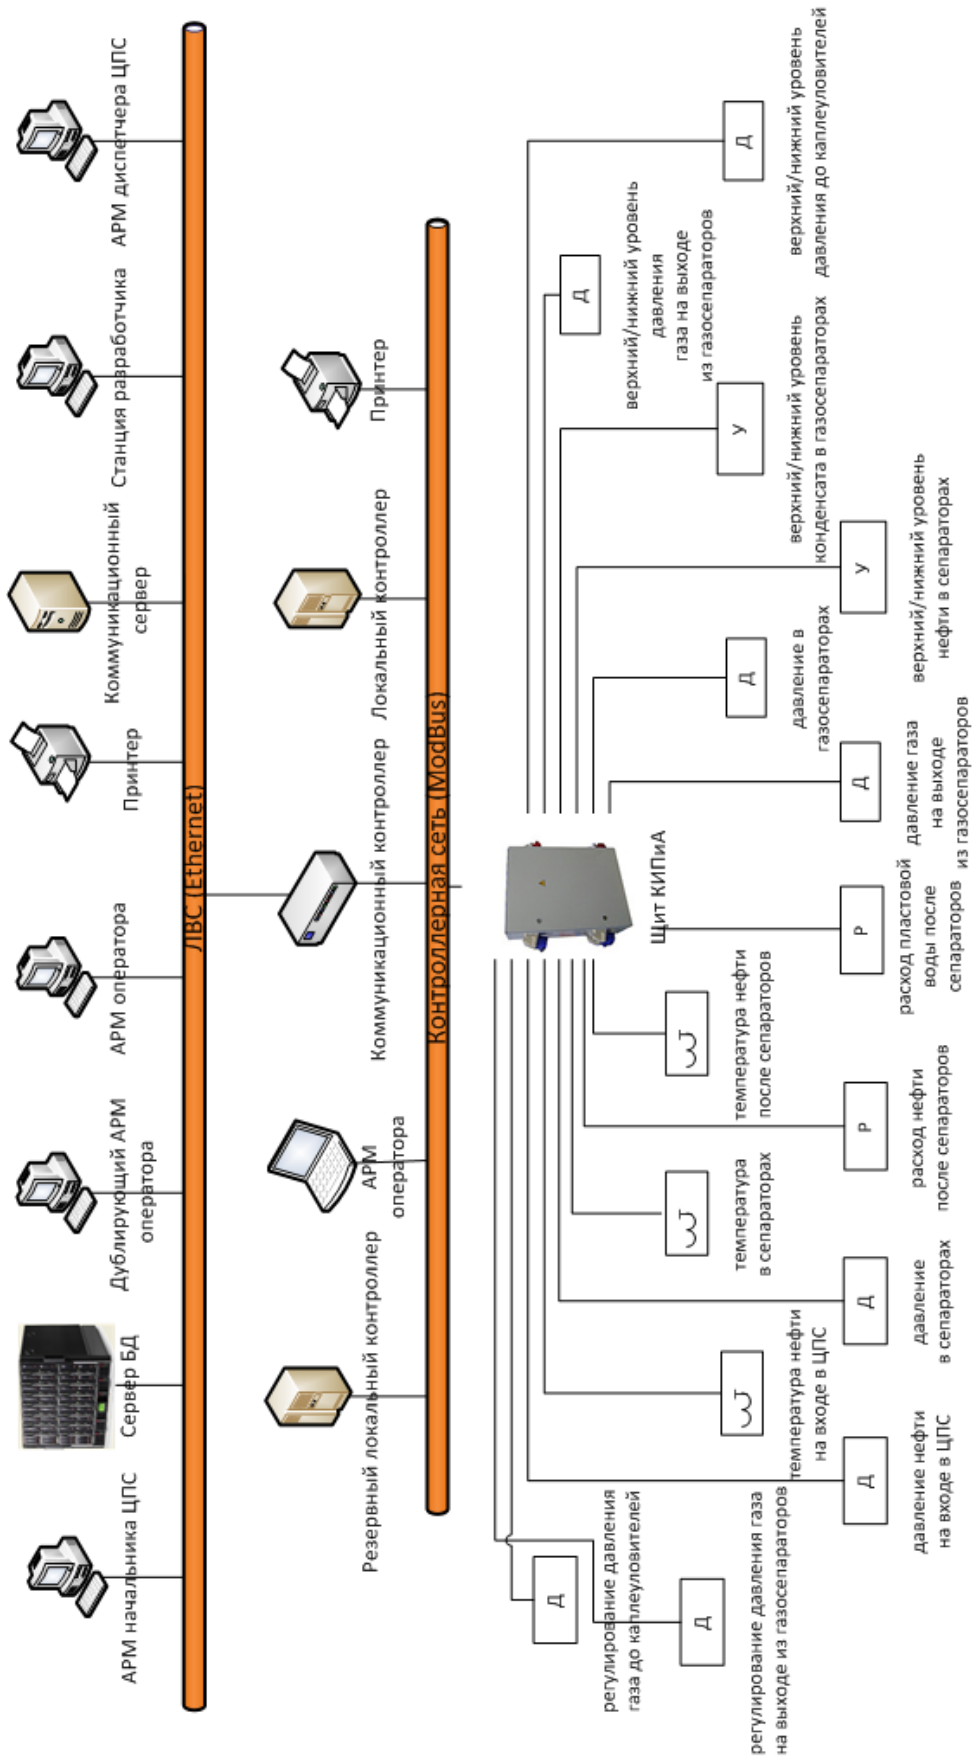 АРМ начальника ЦПС
Сервер БД
Дублирующий АРМ
оператора
АРМ оператора
Принтер
Коммуникационный
сервер
Станция разработчика
АРМ диспетчера ЦПС
ЛВС (Ethernet)
Резервный локальный контроллер
АРМ
оператора
Коммуникационный контроллер
Локальный контроллер
Принтер
Контроллерная сеть (ModBus)
Щит КИПиА
Д
регулирование давления
газа до каплеуловителей
Д
регулирование давления газа
на выходе из газосепараторов
Д
давление нефти
на входе в ЦПС
температура нефти
на входе в ЦПС
Д
давление
в сепараторах
температура
в сепараторах
Р
расход нефти
после сепараторов
температура нефти
после сепараторов
Р
расход пластовой
воды после
сепараторов
Д
давление газа
на выходе
из газосепараторов
Д
давление в
газосепараторах
У
верхний/нижний уровень
нефти в сепараторах
У
верхний/нижний уровень
конденсата в газосепараторах
Д
верхний/нижний уровень
давления
газа на выходе
из газосепараторов
Д
верхний/нижний уровень
давления до каплеуловителей